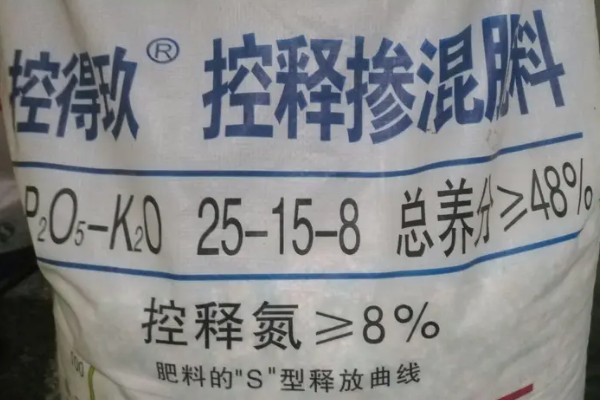 控得玖® 控释掺混肥料
P2O5-K2O 25-15-8 总养分≥48%
控释氮≥8%
肥料的"S"型释放曲线
100